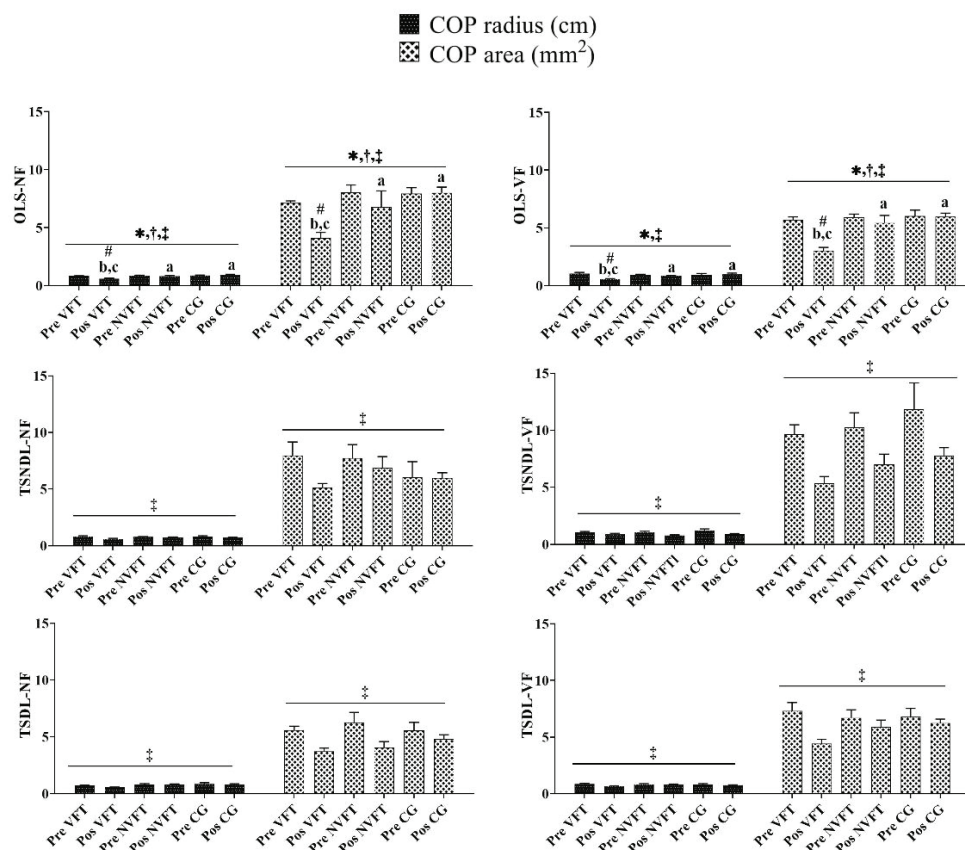 COP radius (cm)
COP area (mm²)
OLS-NF
15
10
5
0
*,†,‡
#
b,c
a
a
*,†,‡
#
b,c
a
a
Pre VFT
Pos VFT
Pre NVFT
Pos NVFT
Pre CG
Pos CG
Pre VFT
Pos VFT
Pre NVFT
Pos NVFT
Pre CG
Pos CG
OLS-VF
15
10
5
0
*,‡
#
b,c
a
a
*,†,‡
#
b,c
a
a
Pre VFT
Pos VFT
Pre NVFT
Pos NVFT
Pre CG
Pos CG
Pre VFT
Pos VFT
Pre NVFT
Pos NVFT
Pre CG
Pos CG
TSNDL-NF
15
10
5
0
‡
‡
Pre VFT
Pos VFT
Pre NVFT
Pos NVFT
Pre CG
Pos CG
Pre VFT
Pos VFT
Pre NVFT
Pos NVFT
Pre CG
Pos CG
TSNDL-VF
15
10
5
0
‡
‡
Pre VFT
Pos VFT
Pre NVFT
Pos NVFTl
Pre CG
Pos CG
Pre VFT
Pos VFT
Pre NVFT
Pos NVFTl
Pre CG
Pos CG
TSDL-NF
15
10
5
0
‡
‡
Pre VFT
Pos VFT
Pre NVFT
Pos NVFT
Pre CG
Pos CG
Pre VFT
Pos VFT
Pre NVFT
Pos NVFT
Pre CG
Pos CG
TSDL-VF
15
10
5
0
‡
‡
Pre VFT
Pos VFT
Pre NVFT
Pos NVFT
Pre CG
Pos CG
Pre VFT
Pos VFT
Pre NVFT
Pos NVFT
Pre CG
Pos CG